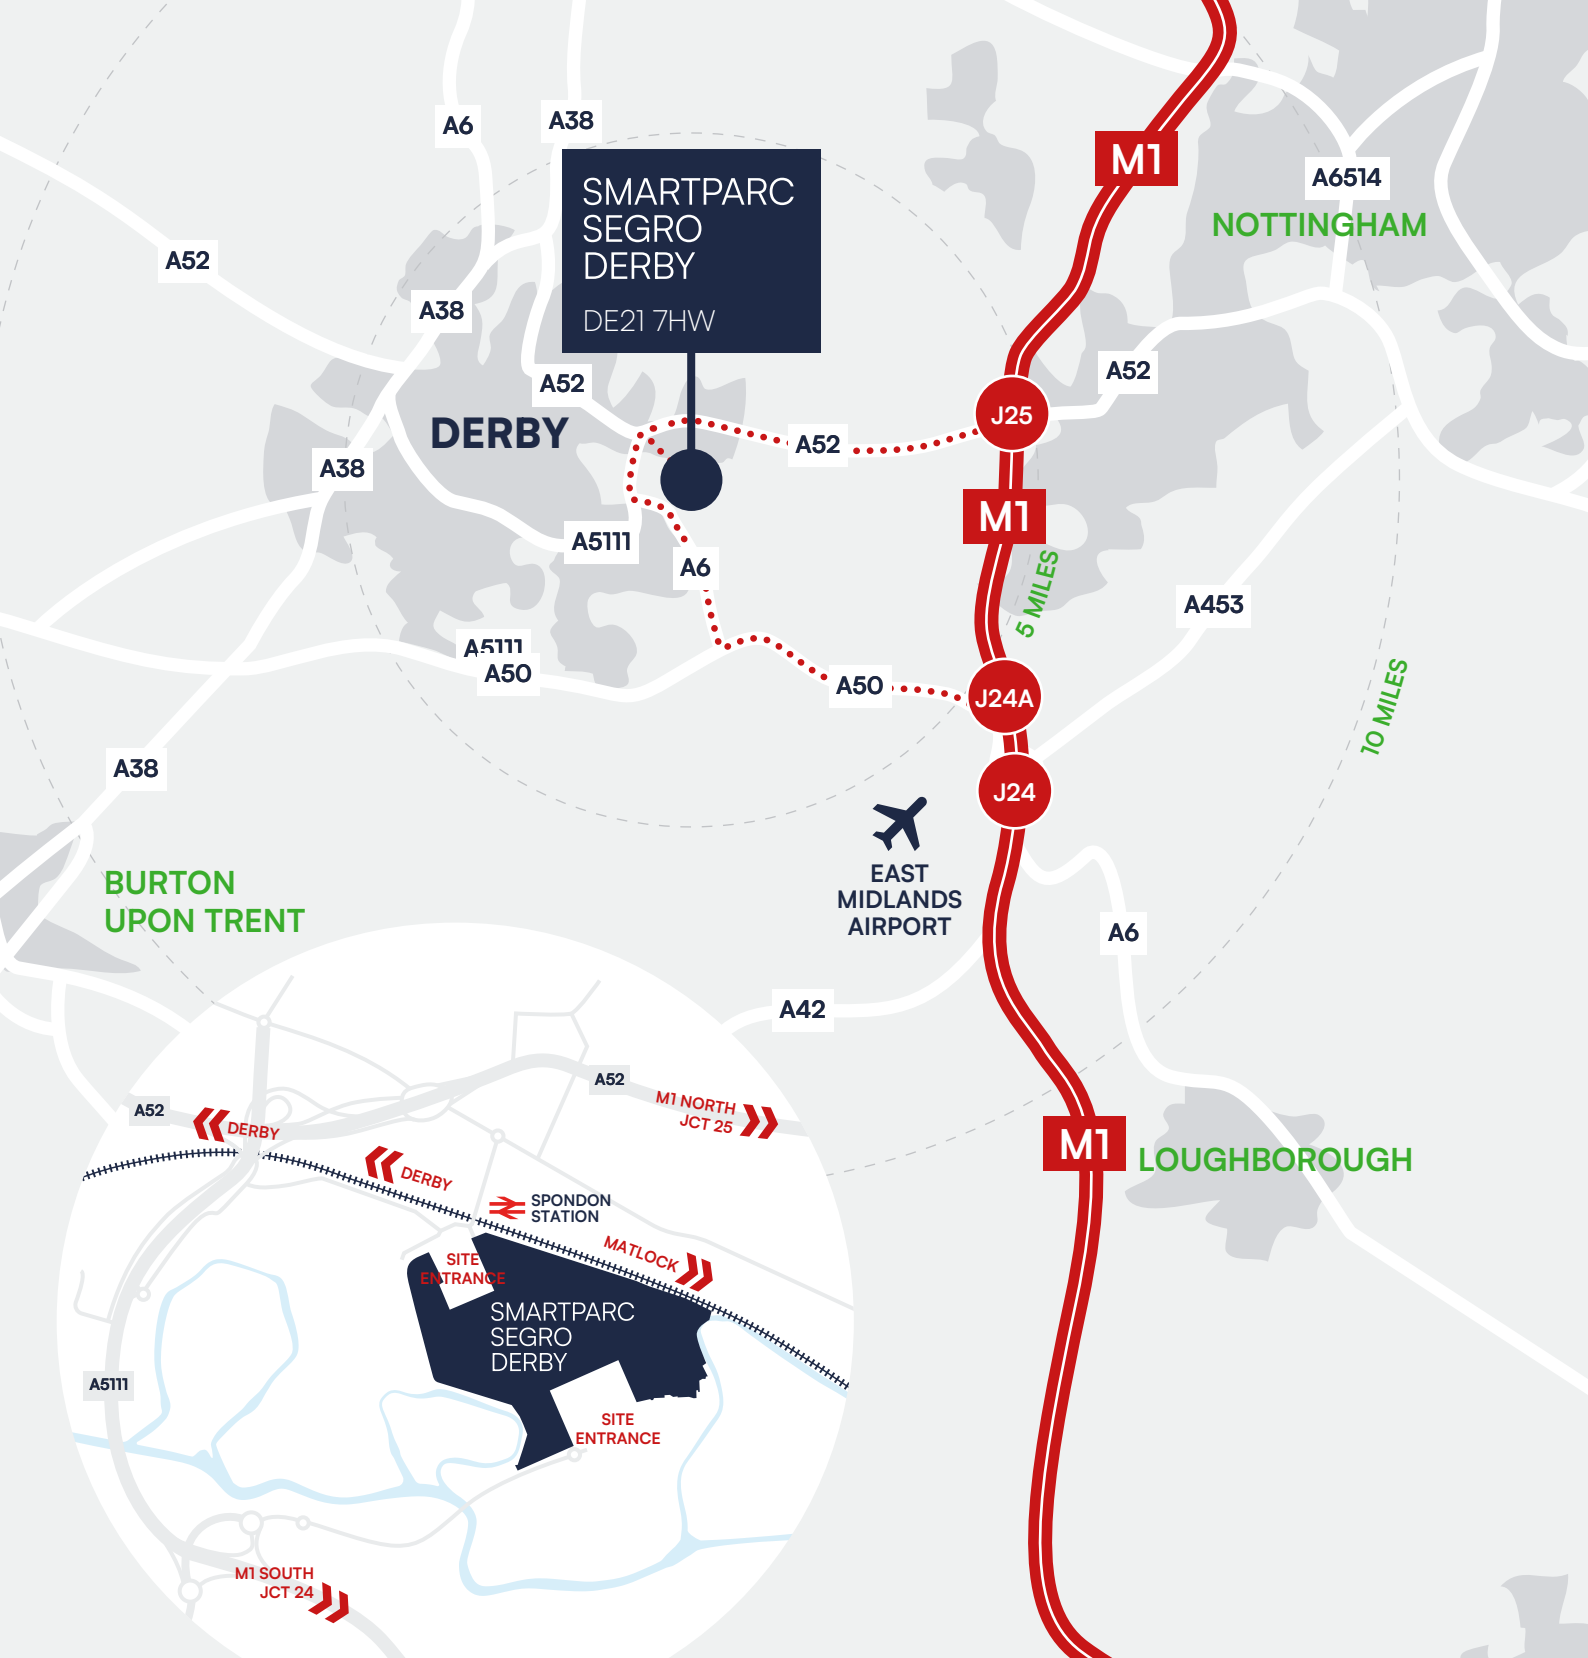 M1
A6
A38
A6514
NOTTINGHAM
SMARTPARC
SEGRO
DERBY
DE21 7HW
A52
A38
A52
A52
DERBY
J25
A52
A38
M1
A5111
A6
5 MILES
A453
A5111
A50
A50
J24A
10 MILES
A38
J24
EAST
MIDLANDS
AIRPORT
BURTON
UPON TRENT
A6
A42
M1
LOUGHBOROUGH
A52
A52
M1 NORTH
JCT 25
DERBY
DERBY
SPONDON
STATION
MATLOCK
SITE
ENTRANCE
SMARTPARC
SEGRO
DERBY
A5111
SITE
ENTRANCE
M1 SOUTH
JCT 24